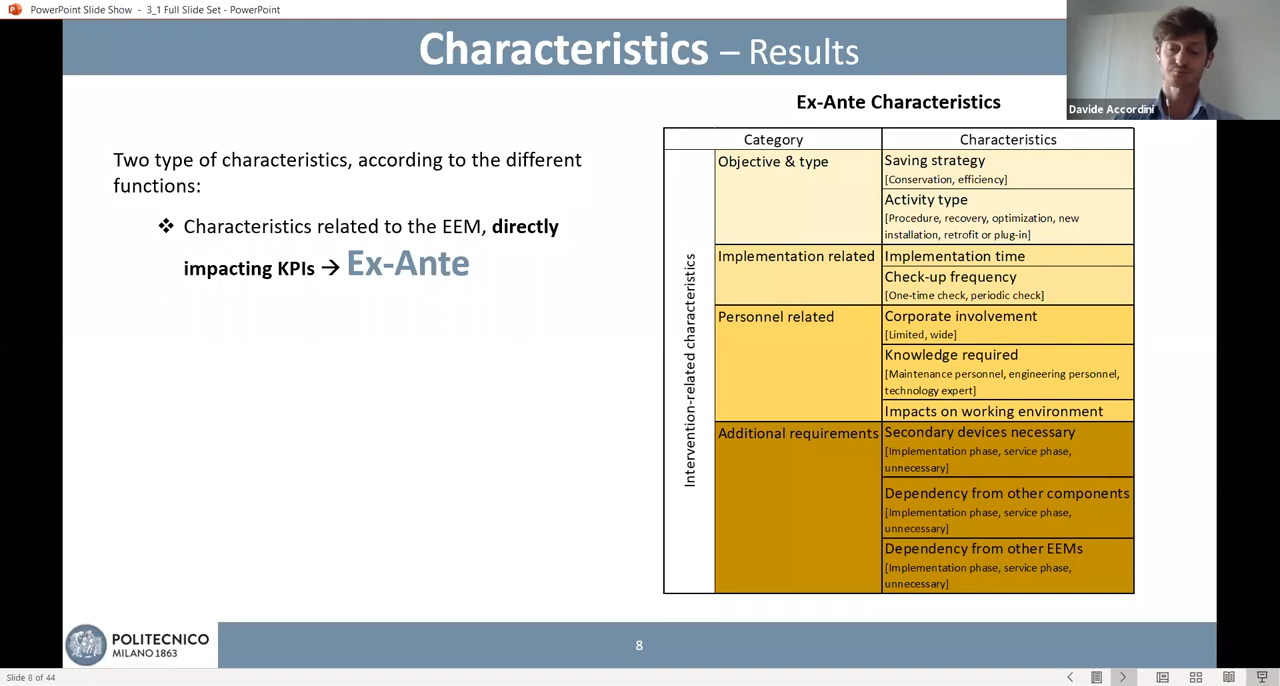 PowerPoint Slide Show - 3_1 Full Slide Set - PowerPoint
Characteristics – Results
Davide Accordini
Two type of characteristics, according to the different
functions:
❖ Characteristics related to the EEM, directly
impacting KPIs → Ex-Ante
Ex-Ante Characteristics
Category
Characteristics
Intervention-related characteristics
Objective & type
Saving strategy
[Conservation, efficiency]
Activity type
[Procedure, recovery, optimization, new
installation, retrofit or plug-in]
Implementation related
Implementation time
Check-up frequency
[One-time check, periodic check]
Personnel related
Corporate involvement
[Limited, wide]
Knowledge required
[Maintenance personnel, engineering personnel,
technology expert]
Impacts on working environment
Additional requirements
Secondary devices necessary
[Implementation phase, service phase,
unnecessary]
Dependency from other components
[Implementation phase, service phase,
unnecessary]
Dependency from other EEMs
[Implementation phase, service phase,
unnecessary]
POLITECNICO
MILANO 1863
8
Slide 8 of 44